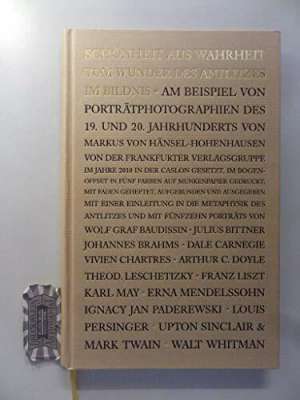 SCHÖNHEIT AUS WAHRHEIT
VOM WUNDER DES ANTLITZES
IM BILDNIS · AM BEISPIEL VON
PORTRÄTPHOTOGRAPHIEN DES
19. UND 20. JAHRHUNDERTS VON
MARKUS VON HÄNSEL-HOHENHAUSEN
VON DER FRANKFURTER VERLAGSGRUPPE
IM JAHRE 2010 IN DER CASLON GESETZT, IM BOGEN-
OFFSET IN FÜNF FARBEN AUF MUNKENPAPIER GEDRUCKT,
MIT FADEN GEHEFTET, AUFGEBUNDEN UND AUSGEGEBEN
MIT EINER EINLEITUNG IN DIE METAPHYSIK DES
ANTLITZES UND MIT FÜNFZEHN PORTRÄTS VON
WOLF GRAF BAUDISSIN · JULIUS BITTNER
JOHANNES BRAHMS · DALE CARNEGIE
VIVIEN CHARTRES · ARTHUR C. DOYLE
THEOD. LESCHETIZKY · FRANZ LISZT
KARL MAY · ERNA MENDELSSOHN
IGNACY JAN PADEREWSKI · LOUIS
PERSINGER · UPTON SINCLAIR &
MARK TWAIN · WALT WHITMAN